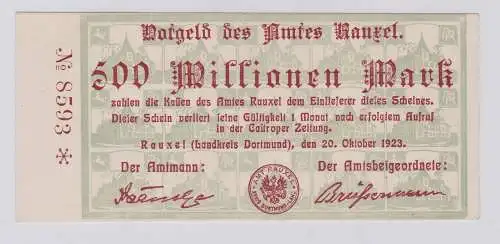 Notgeld des Amtes Rauxel.
500 Millionen Mark
zahlen die Kassen des Amtes Rauxel dem Einlieferer dieses Scheines.
Dieser Schein verliert seine Gültigkeit 1 Monat nach erfolgtem Aufruf
in der Castroper Zeitung.
Rauxel (Landkreis Dortmund), den 20. Oktober 1923.
Der Amtmann:
Der Amtsbeigeordnete:
AMT RAUXEL
№ 8593 *